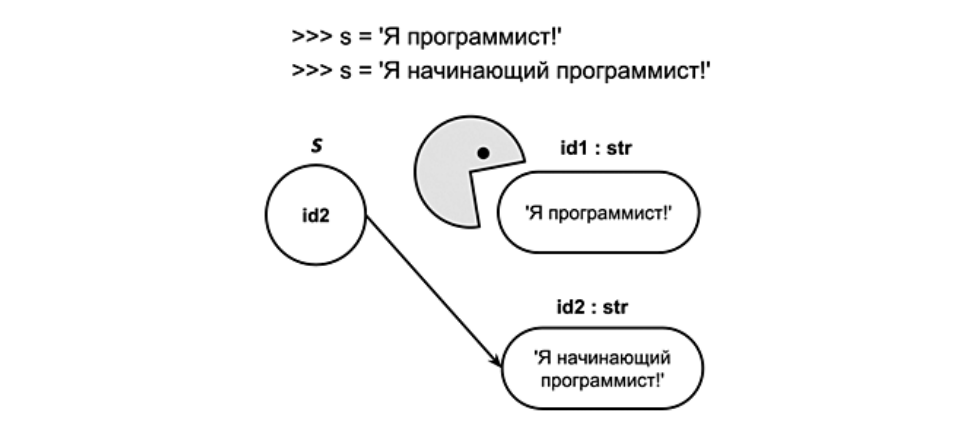 >>> s = 'Я программист!'
>>> s = 'Я начинающий программист!'
s
id2
id1 : str
'Я программист!'
id2 : str
'Я начинающий
программист!'